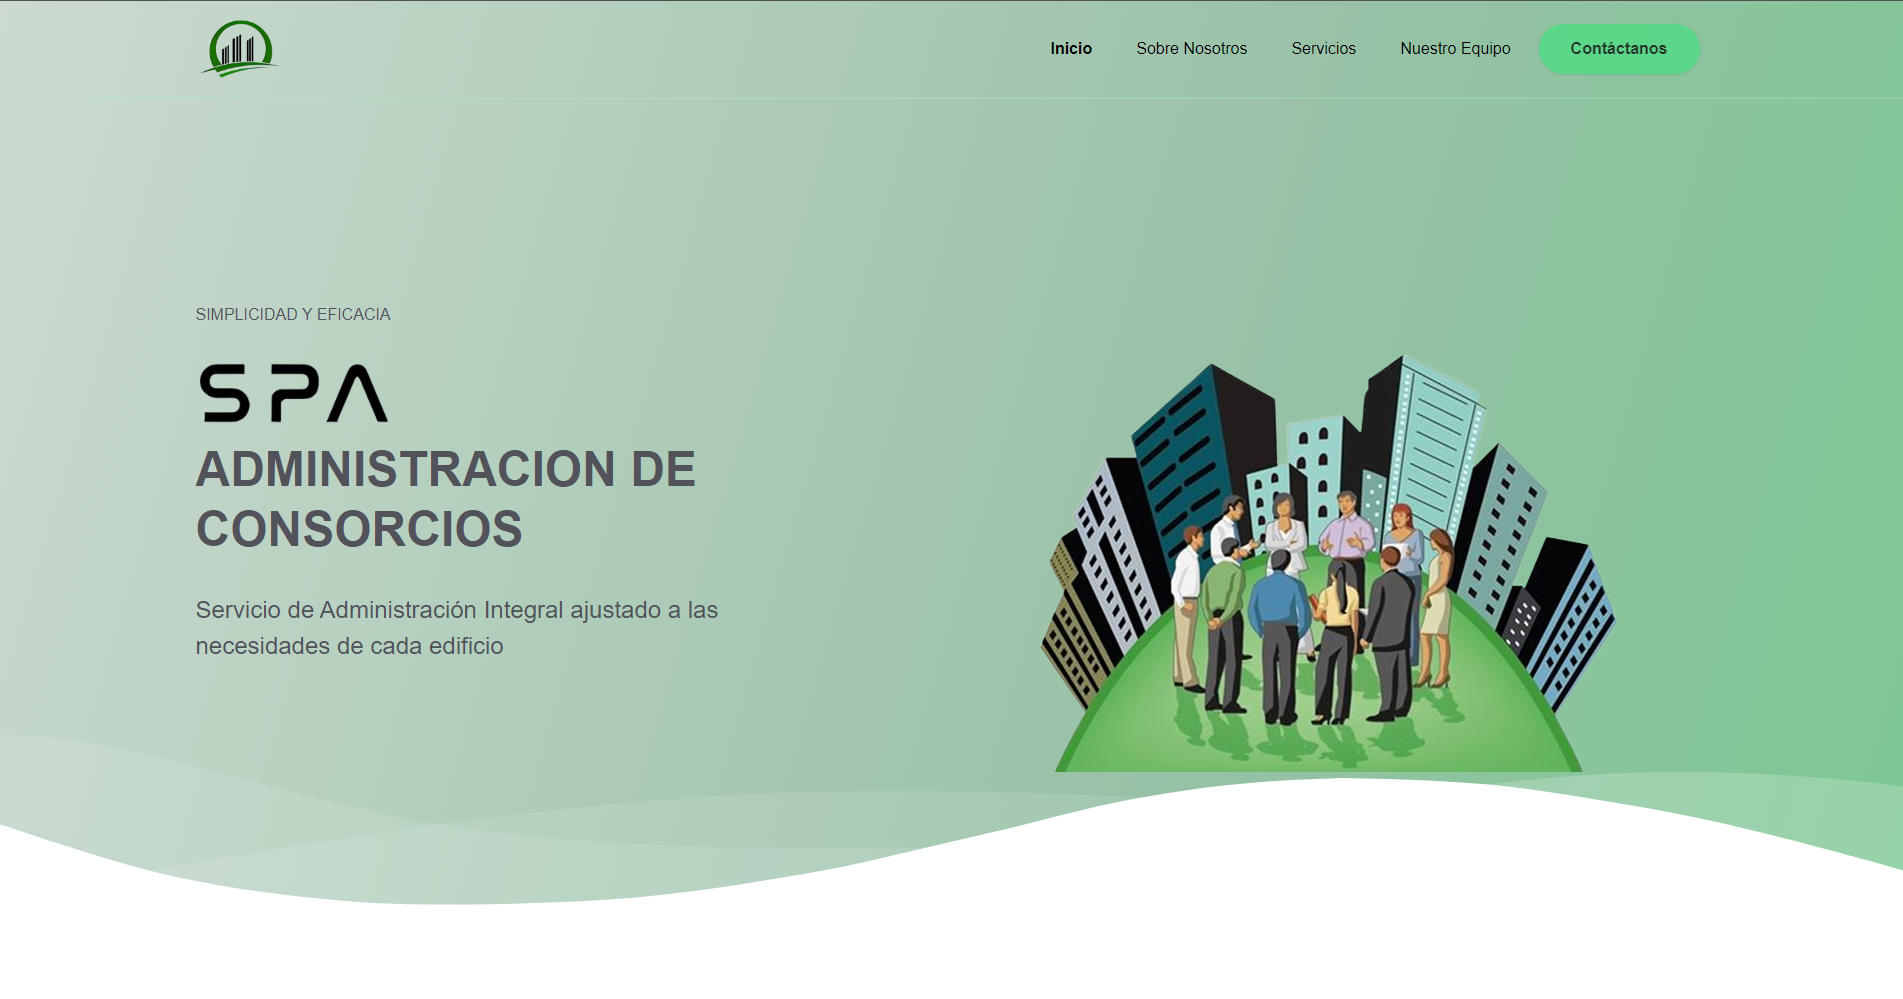 Inicio
Sobre Nosotros
Servicios
Nuestro Equipo
Contáctanos
SIMPLICIDAD Y EFICACIA
SPA
ADMINISTRACION DE
CONSORCIOS
Servicio de Administración Integral ajustado a las
necesidades de cada edificio